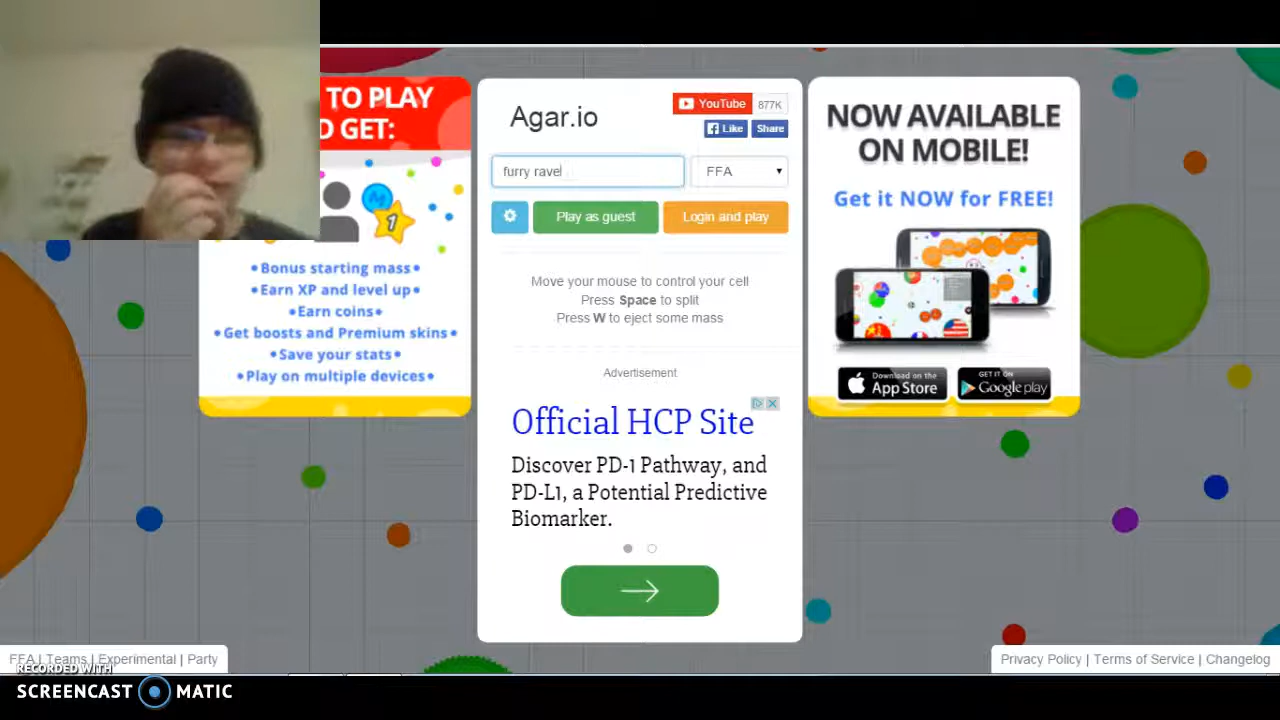 TO PLAY
D GET:
1
•Bonus starting mass•
•Earn XP and level up•
•Earn coins•
•Get boosts and Premium skins•
•Save your stats•
•Play on multiple devices•
Agar.io
YouTube 877K
Like Share
furry ravel
FFA
Play as guest
Login and play
Move your mouse to control your cell
Press Space to split
Press W to eject some mass
Advertisement
Official HCP Site
Discover PD-1 Pathway, and
PD-L1, a Potential Predictive
Biomarker.
NOW AVAILABLE
ON MOBILE!
Get it NOW for FREE!
Download on the
App Store
GET IT ON
Google play
FFA | Teams | Experimental | Party
RECORDED WITH
SCREENCAST MATIC
Privacy Policy | Terms of Service | Changelog